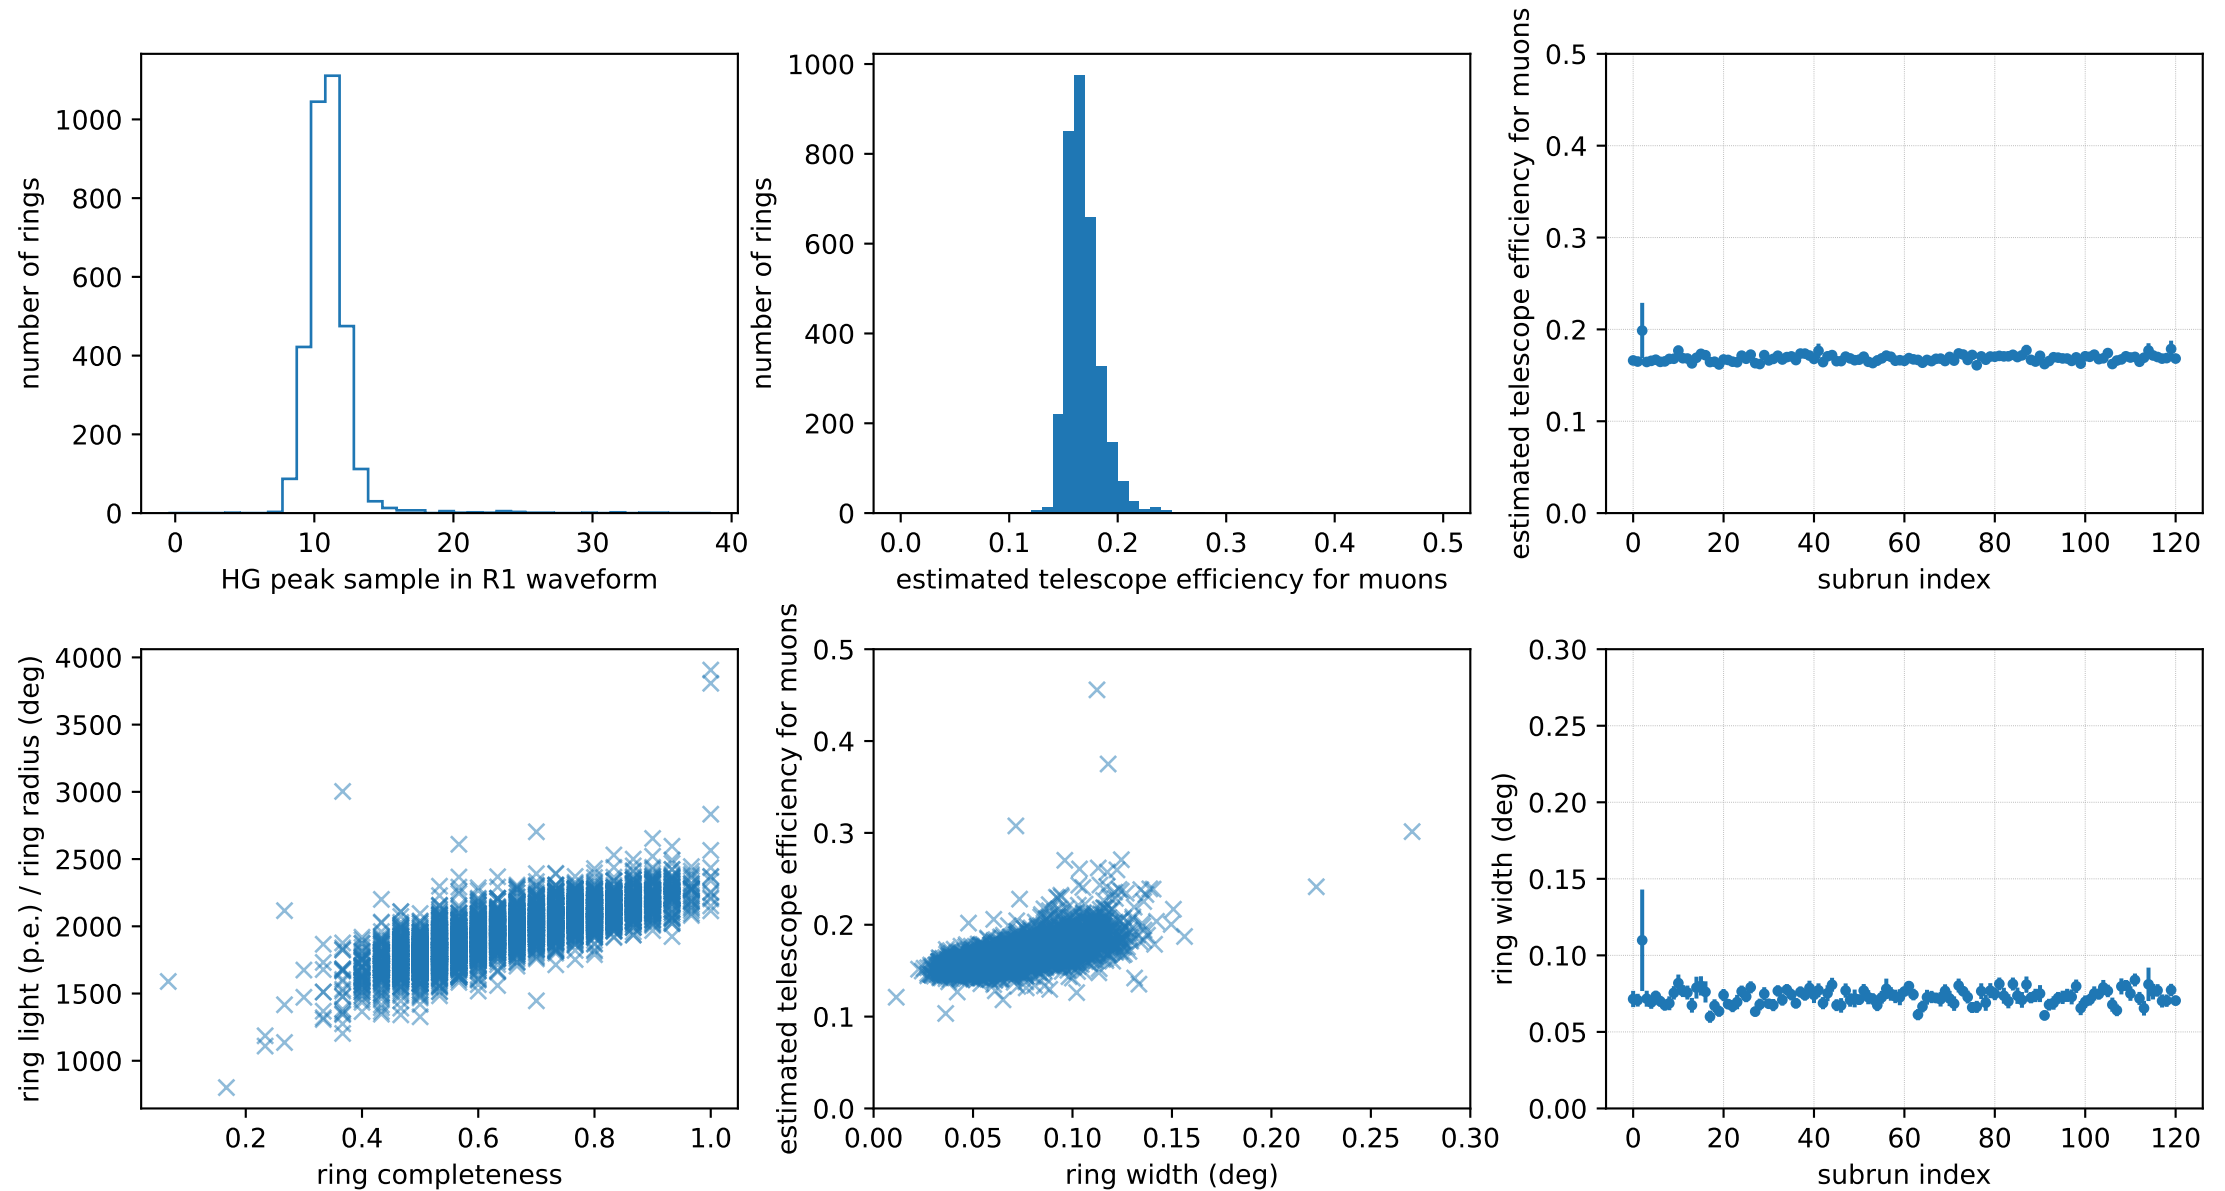 number of rings
1000
800
600
400
200
0
0 10 20 30 40
HG peak sample in R1 waveform
number of rings
1000
800
600
400
200
0
0.0 0.1 0.2 0.3 0.4 0.5
estimated telescope efficiency for muons
estimated telescope efficiency for muons
0.5
0.4
0.3
0.2
0.1
0.0
0 20 40 60 80 100 120
subrun index
ring light (p.e.) / ring radius (deg)
4000
3500
3000
2500
2000
1500
1000
0.2 0.4 0.6 0.8 1.0
ring completeness
estimated telescope efficiency for muons
0.5
0.4
0.3
0.2
0.1
0.0
0.00 0.05 0.10 0.15 0.20 0.25 0.30
ring width (deg)
ring width (deg)
0.30
0.25
0.20
0.15
0.10
0.05
0.00
0 20 40 60 80 100 120
subrun index